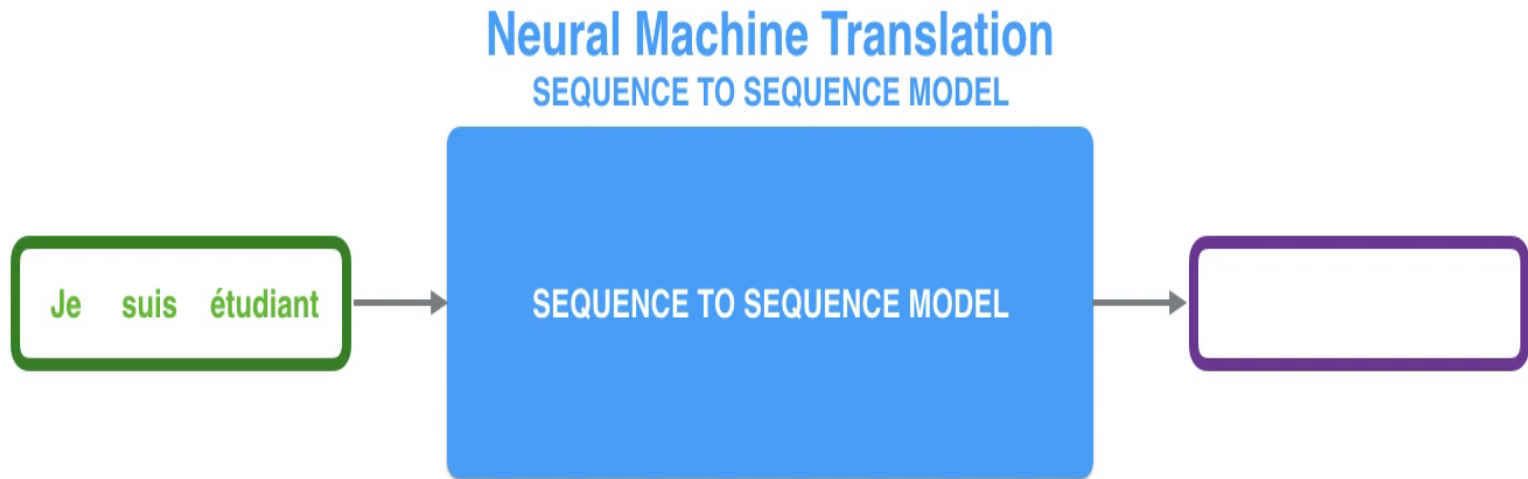 Neural Machine Translation
SEQUENCE TO SEQUENCE MODEL
Je suis étudiant
SEQUENCE TO SEQUENCE MODEL